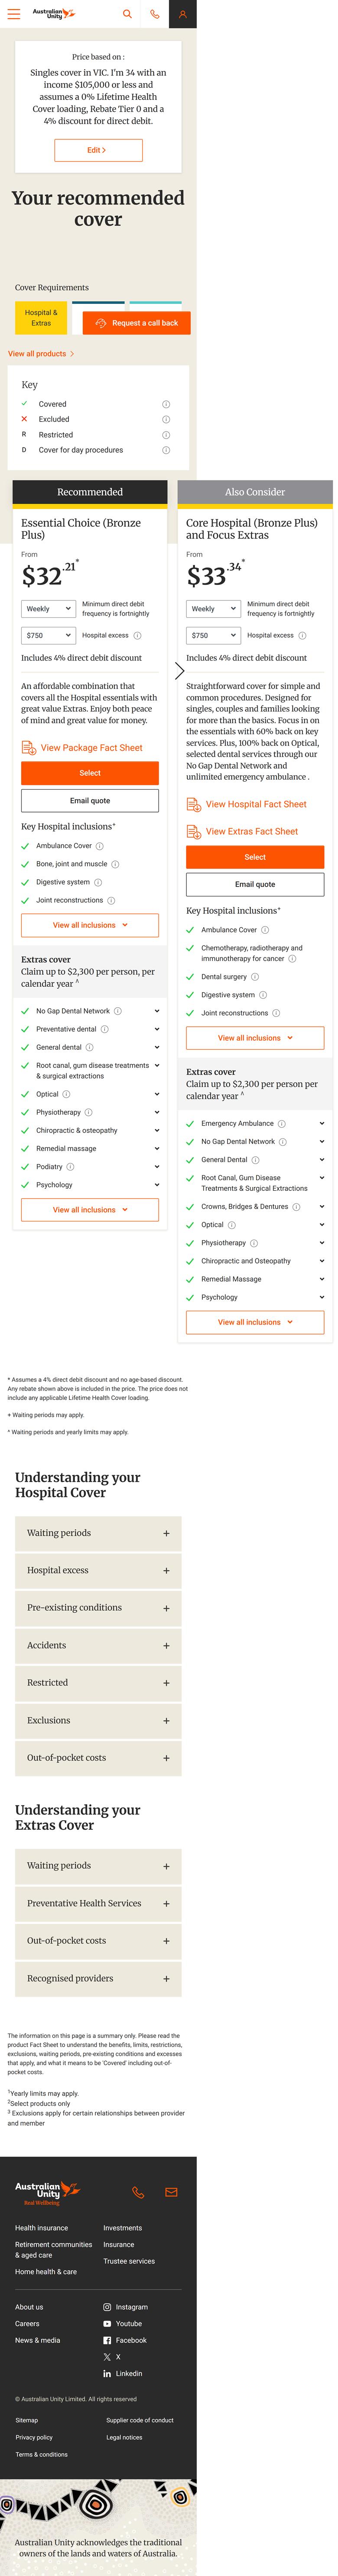 Australian
Unity
Price based on :
Singles cover in VIC. I'm 34 with an
income $105,000 or less and
assumes a 0% Lifetime Health
Cover loading, Rebate Tier 0 and a
4% discount for direct debit.
Edit
Your recommended
cover
Cover Requirements
Hospital &
Extras
Request a call back
View all products
Key
Covered
Excluded
R Restricted
D Cover for day procedures
Recommended
Essential Choice (Bronze
Plus)
From
$32.21*
Weekly
Minimum direct debit
frequency is fortnightly
$750
Hospital excess
Includes 4% direct debit discount
An affordable combination that
covers all the Hospital essentials with
great value Extras. Enjoy both peace
of mind and great value for money.
View Package Fact Sheet
Select
Email quote
Key Hospital inclusions+
Ambulance Cover
Bone, joint and muscle
Digestive system
Joint reconstructions
View all inclusions
Extras cover
Claim up to $2,300 per person, per
calendar year ^
No Gap Dental Network
Preventative dental
General dental
Root canal, gum disease treatments
& surgical extractions
Optical
Physiotherapy
Chiropractic & osteopathy
Remedial massage
Podiatry
Psychology
View all inclusions
Also Consider
Core Hospital (Bronze Plus)
and Focus Extras
From
$33.34*
Weekly
Minimum direct debit
frequency is fortnightly
$750
Hospital excess
Includes 4% direct debit discount
Straightforward cover for simple and
common procedures. Designed for
singles, couples and families looking
for more than the basics. Focus in on
the essentials with 60% back on key
services. Plus, 100% back on Optical,
selected dental services through our
No Gap Dental Network and
unlimited emergency ambulance .
View Hospital Fact Sheet
View Extras Fact Sheet
Select
Email quote
Key Hospital inclusions+
Ambulance Cover
Chemotherapy, radiotherapy and
immunotherapy for cancer
Dental surgery
Digestive system
Joint reconstructions
View all inclusions
Extras cover
Claim up to $2,300 per person per
calendar year ^
Emergency Ambulance
No Gap Dental Network
General Dental
Root Canal, Gum Disease
Treatments & Surgical Extractions
Crowns, Bridges & Dentures
Optical
Physiotherapy
Chiropractic and Osteopathy
Remedial Massage
Psychology
View all inclusions
* Assumes a 4% direct debit discount and no age-based discount.
Any rebate shown above is included in the price. The price does not
include any applicable Lifetime Health Cover loading.
+ Waiting periods may apply.
^ Waiting periods and yearly limits may apply.
Understanding your
Hospital Cover
Waiting periods
Hospital excess
Pre-existing conditions
Accidents
Restricted
Exclusions
Out-of-pocket costs
Understanding your
Extras Cover
Waiting periods
Preventative Health Services
Out-of-pocket costs
Recognised providers
The information on this page is a summary only. Please read the
product Fact Sheet to understand the benefits, limits, restrictions,
exclusions, waiting periods, pre-existing conditions and excesses
that apply, and what it means to be 'Covered' including out-of-
pocket costs.
1Yearly limits may apply.
2Select products only
3 Exclusions apply for certain relationships between provider
and member
Australian
Unity
Real Wellbeing
Health insurance
Retirement communities
& aged care
Home health & care
Investments
Insurance
Trustee services
About us
Careers
News & media
Instagram
Youtube
Facebook
X
Linkedin
© Australian Unity Limited. All rights reserved
Sitemap
Supplier code of conduct
Privacy policy
Legal notices
Terms & conditions
Australian Unity acknowledges the traditional
owners of the lands and waters of Australia.